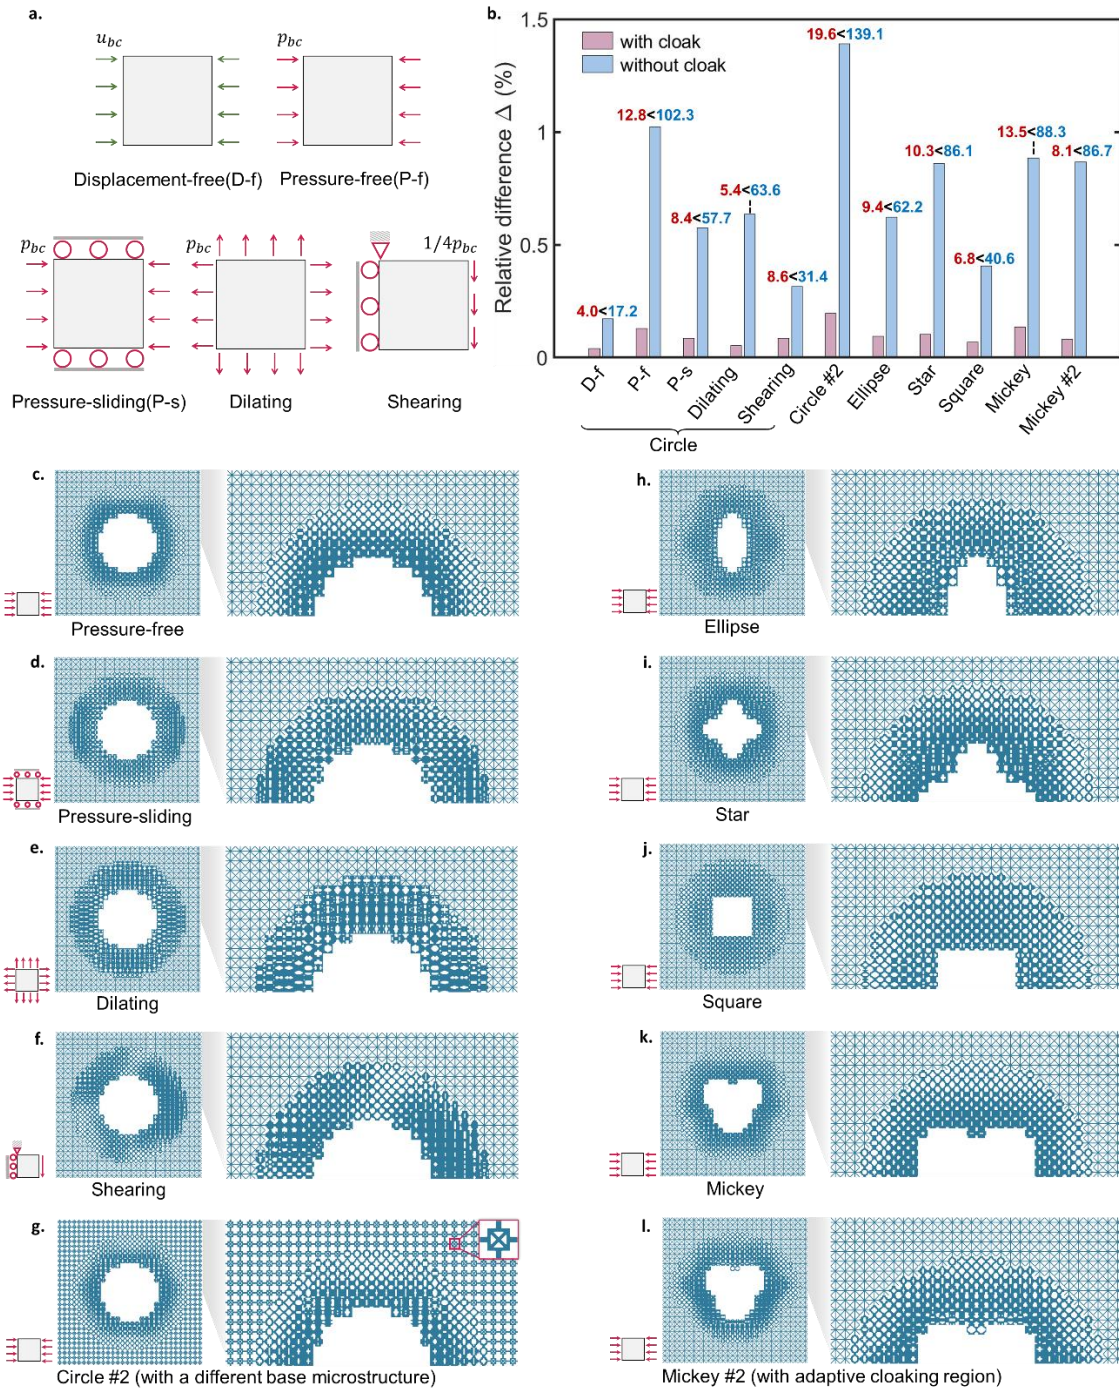 a.
u_bc
p_bc
Displacement-free(D-f)
Pressure-free(P-f)
p_bc
p_bc
1/4p_bc
Pressure-sliding(P-s)
Dilating
Shearing
b.
Relative difference Δ (%)
1.5
1
0.5
0
with cloak
without cloak
4.0<17.2
12.8<102.3
8.4<57.7
5.4<63.6
8.6<31.4
19.6<139.1
9.4<62.2
10.3<86.1
6.8<40.6
13.5<88.3
8.1<86.7
D-f
P-f
P-s
Dilating
Shearing
Circle #2
Ellipse
Star
Square
Mickey
Mickey #2
Circle
c.
Pressure-free
d.
Pressure-sliding
e.
Dilating
f.
Shearing
g.
Circle #2 (with a different base microstructure)
h.
Ellipse
i.
Star
j.
Square
k.
Mickey
l.
Mickey #2 (with adaptive cloaking region)